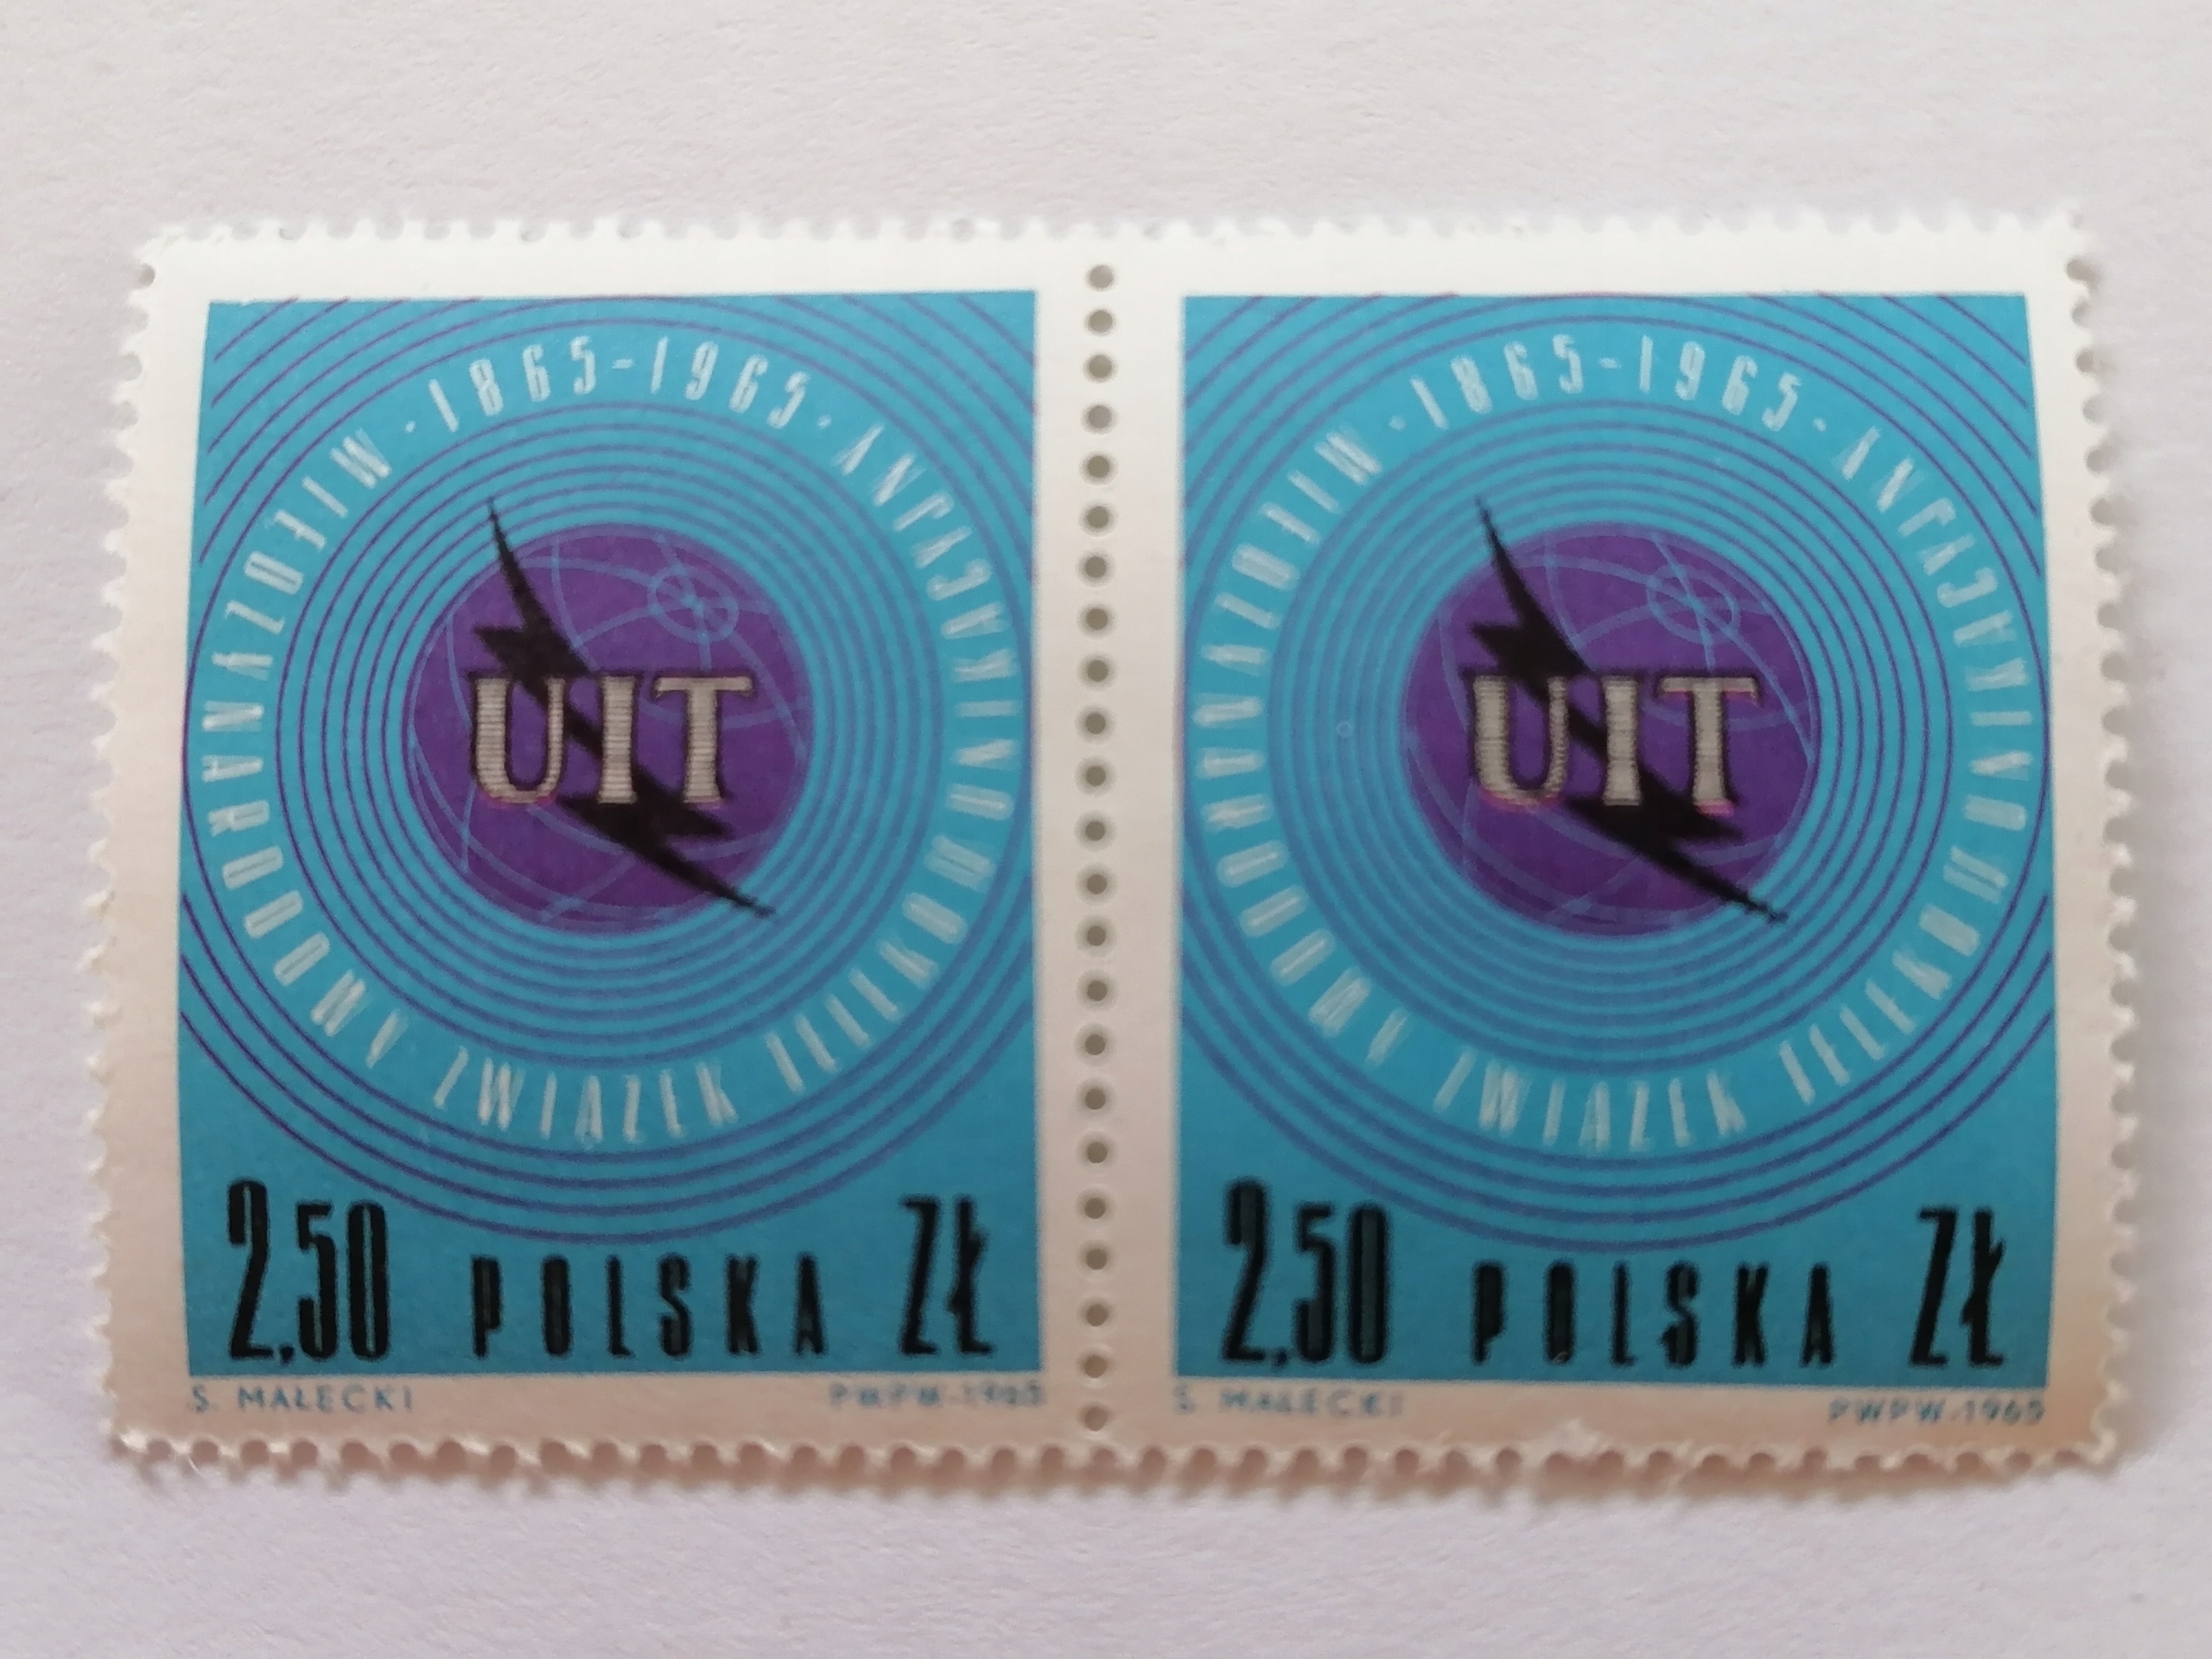 MIĘDZYNARODOWY ZWIĄZEK TELEKOMUNIKACYJNY · 1865-1965 ·
UIT
2,50 POLSKA ZŁ
S. MAŁECKI PWPW-1965
MIĘDZYNARODOWY ZWIĄZEK TELEKOMUNIKACYJNY · 1865-1965 ·
UIT
2,50 POLSKA ZŁ
S. MAŁECKI PWPW-1965